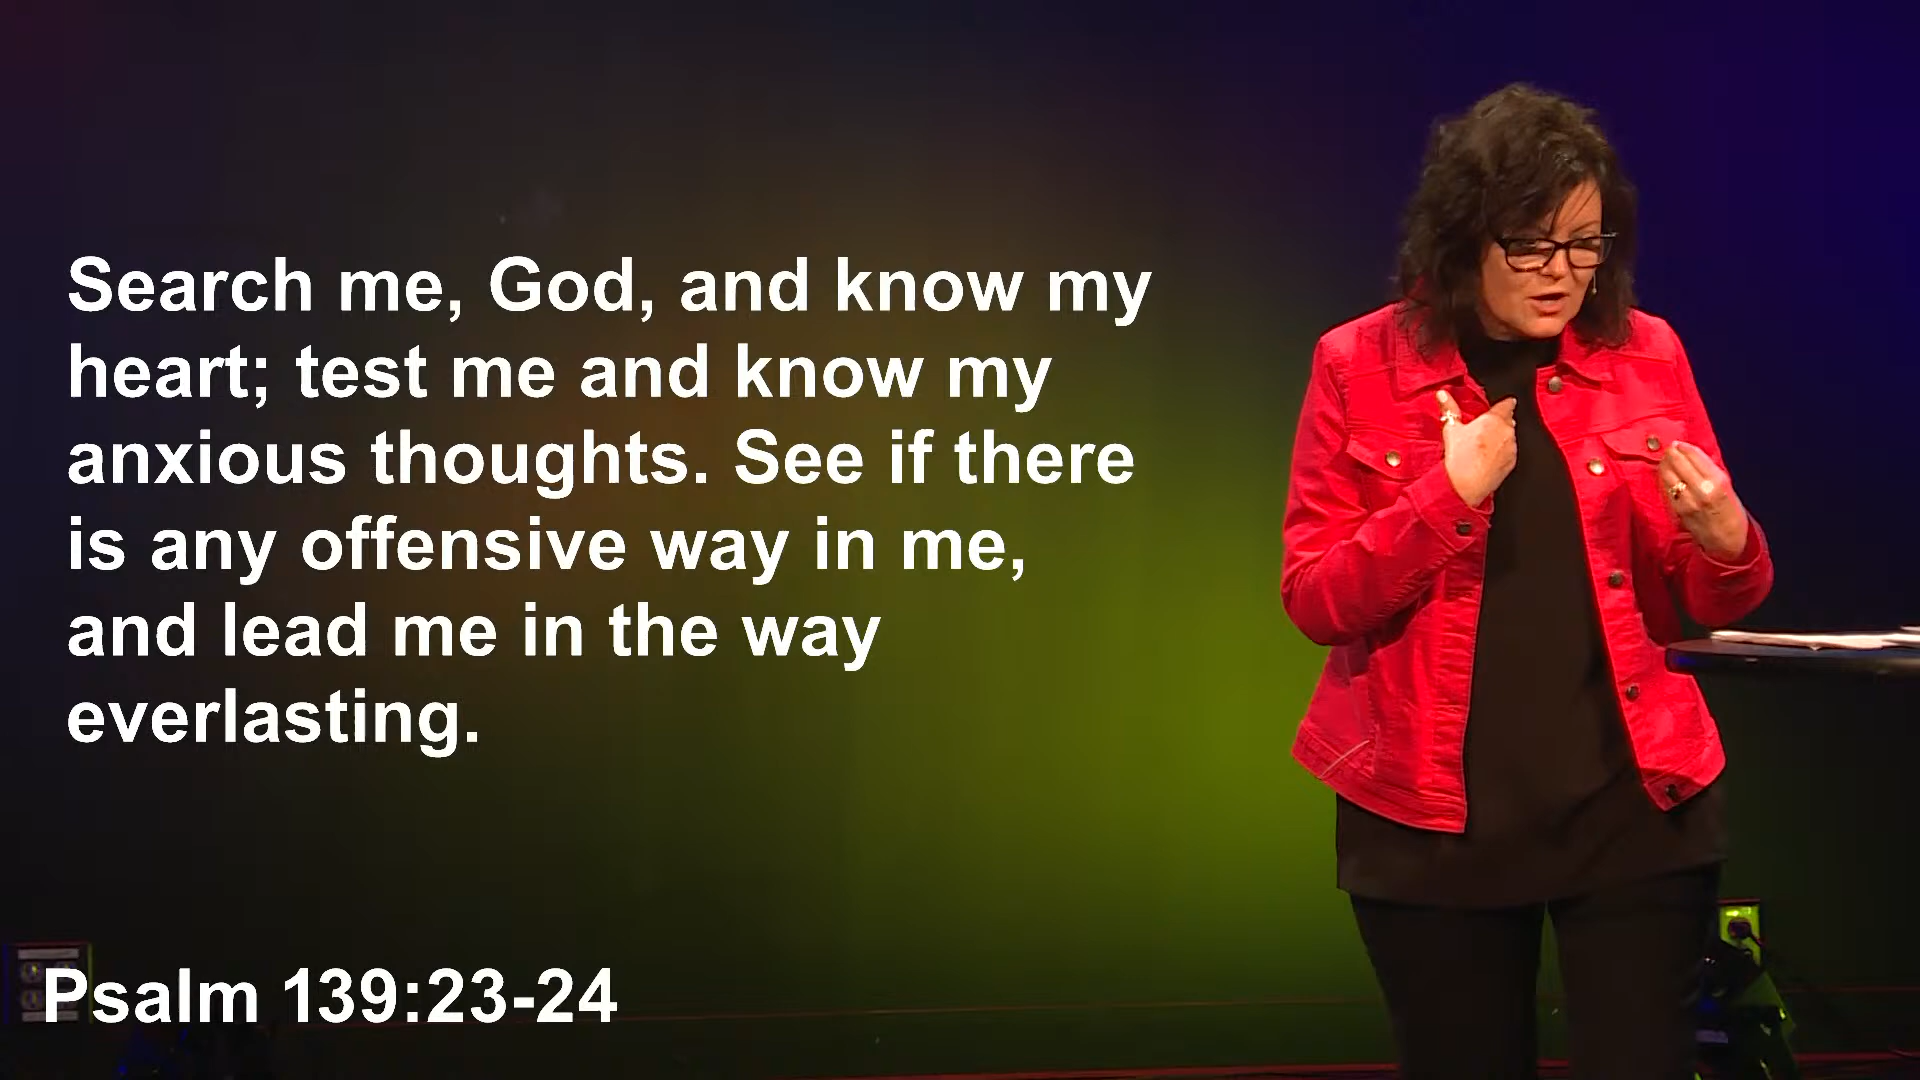 Search me, God, and know my
heart; test me and know my
anxious thoughts. See if there
is any offensive way in me,
and lead me in the way
everlasting.
Psalm 139:23-24